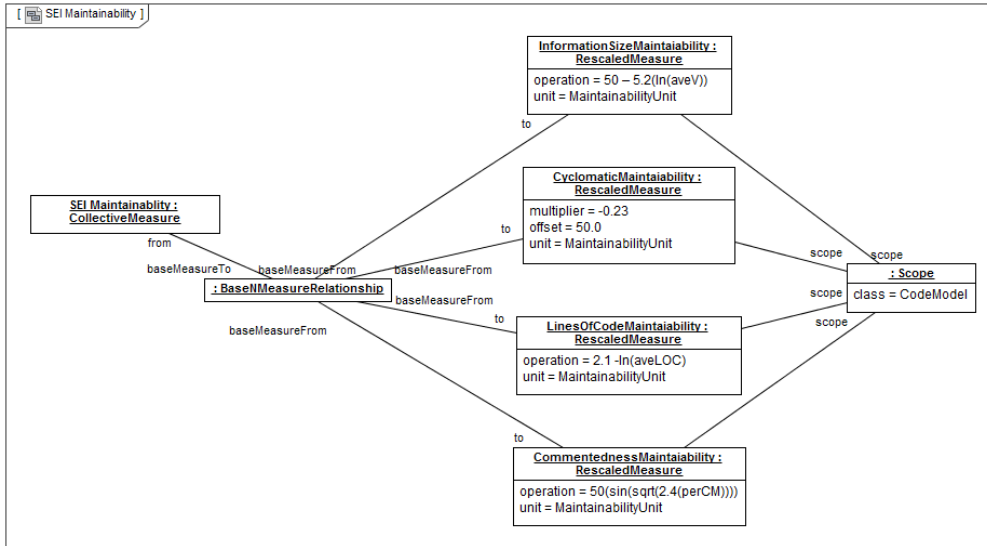 [ SEI Maintainability ]
InformationSizeMaintaiability :
RescaledMeasure
operation = 50 – 5.2(ln(aveV))
unit = MaintainabilityUnit
to
CyclomaticMaintaiability :
RescaledMeasure
multiplier = -0.23
offset = 50.0
unit = MaintainabilityUnit
SEI Maintainablity :
CollectiveMeasure
from
to
baseMeasureTo
baseMeasureFrom
baseMeasureFrom
scope
scope
: BaseNMeasureRelationship
: Scope
class = CodeModel
baseMeasureFrom
scope
baseMeasureFrom
to
scope
LinesOfCodeMaintaiability :
RescaledMeasure
operation = 2.1 -ln(aveLOC)
unit = MaintainabilityUnit
to
CommentednessMaintaiability :
RescaledMeasure
operation = 50(sin(sqrt(2.4(perCM))))
unit = MaintainabilityUnit